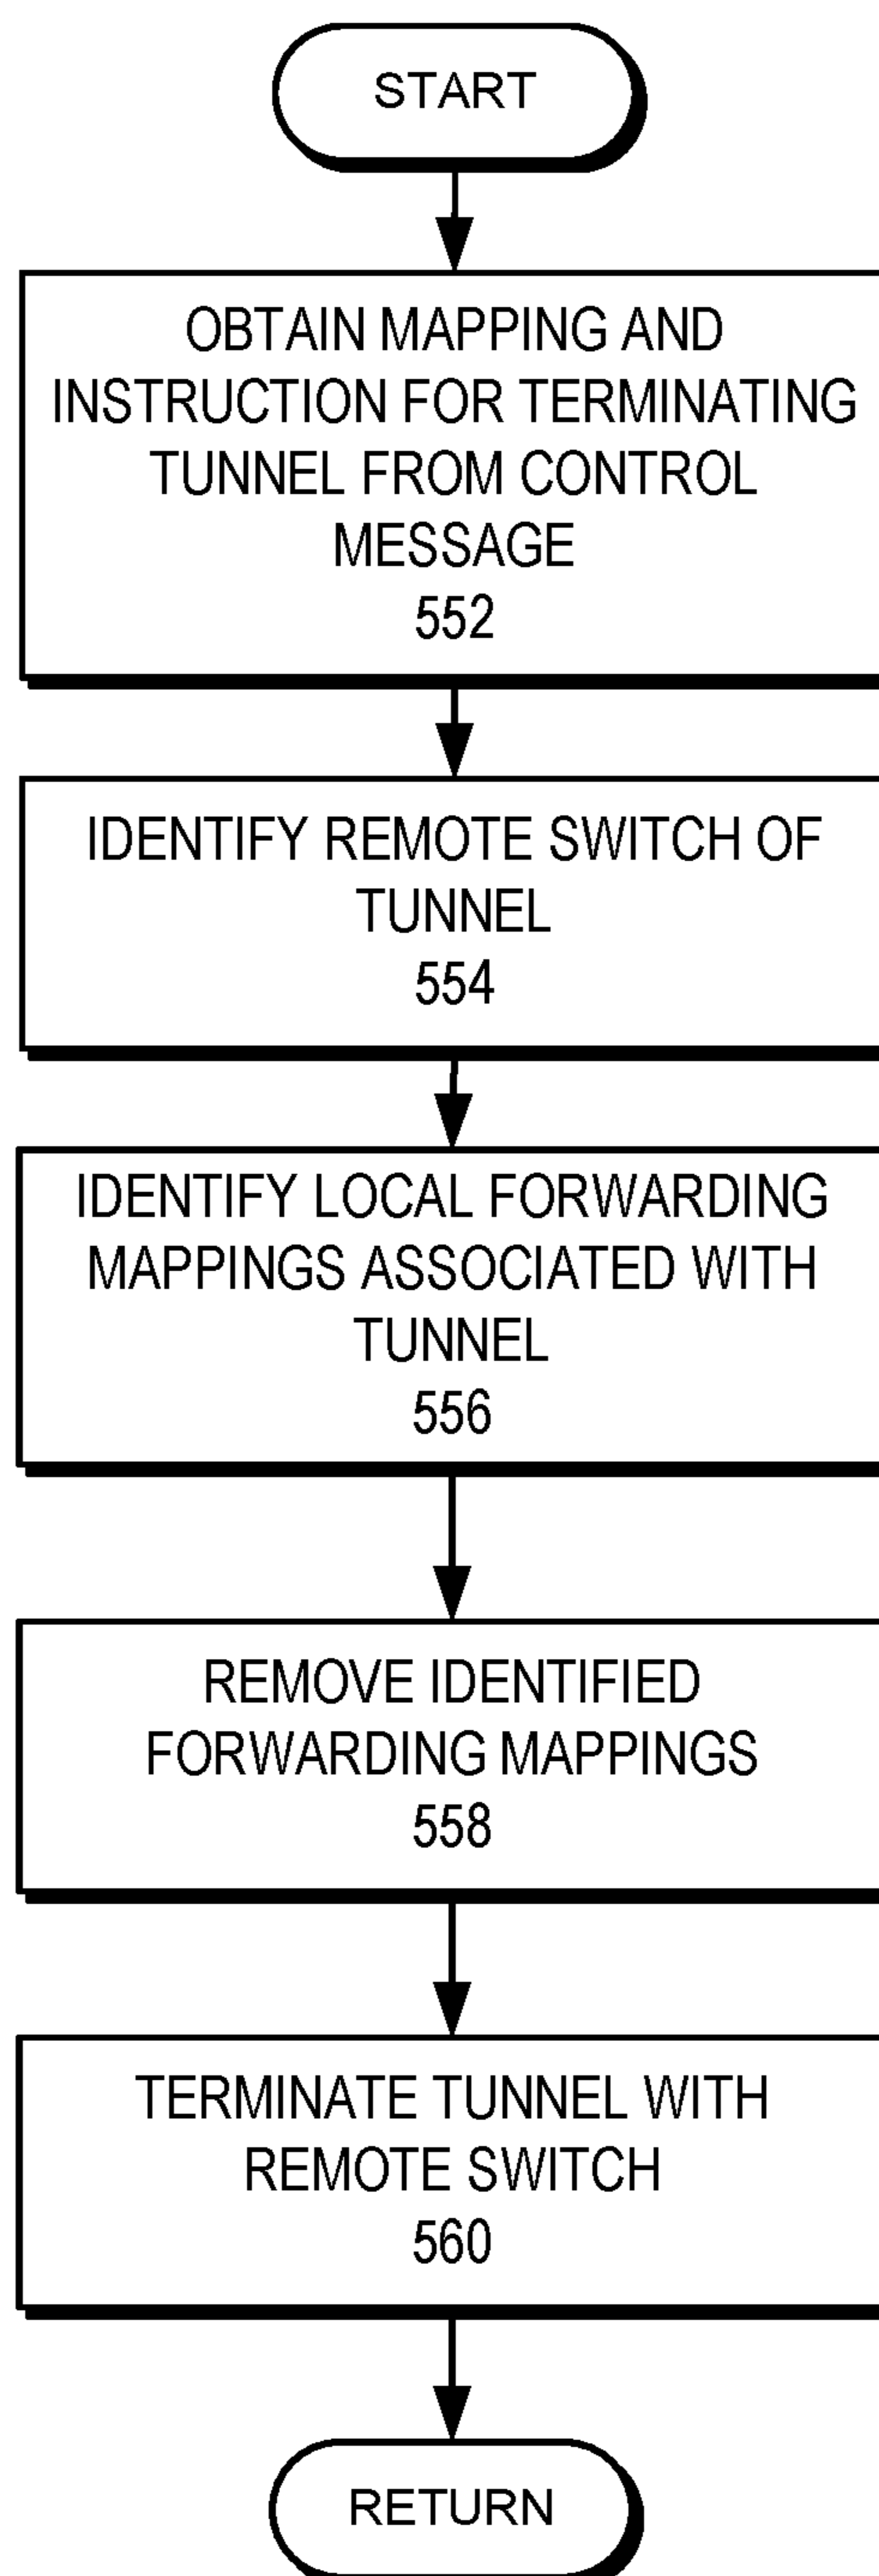 START
OBTAIN MAPPING AND
INSTRUCTION FOR TERMINATING
TUNNEL FROM CONTROL
MESSAGE
552
IDENTIFY REMOTE SWITCH OF
TUNNEL
554
IDENTIFY LOCAL FORWARDING
MAPPINGS ASSOCIATED WITH
TUNNEL
556
REMOVE IDENTIFIED
FORWARDING MAPPINGS
558
TERMINATE TUNNEL WITH
REMOTE SWITCH
560
RETURN